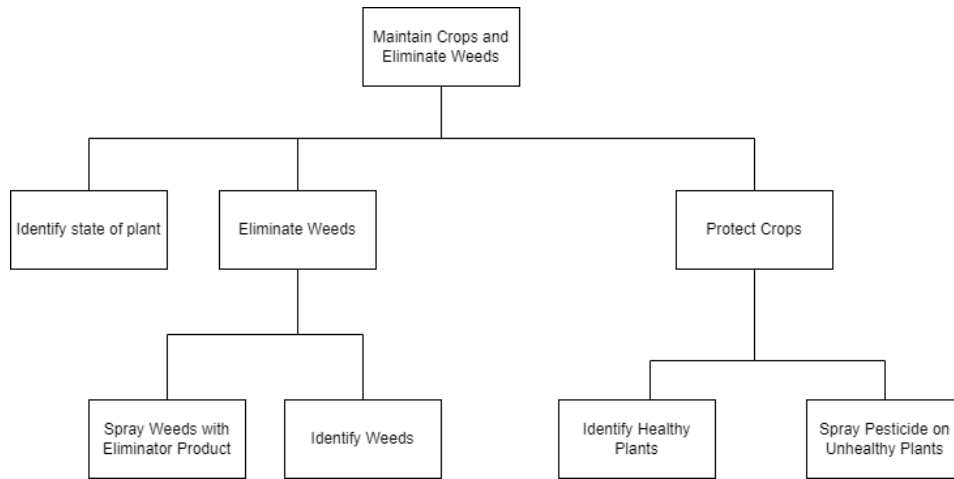 Maintain Crops and
Eliminate Weeds
Identify state of plant
Eliminate Weeds
Protect Crops
Spray Weeds with
Eliminator Product
Identify Weeds
Identify Healthy
Plants
Spray Pesticide on
Unhealthy Plants